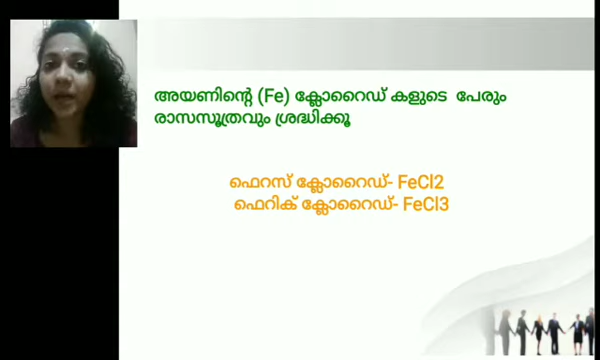 അയണിന്റെ (Fe) ക്ലോറൈഡ് കളുടെ പേരും
രാസസൂത്രവും ശ്രദ്ധിക്കൂ
ഫെറസ് ക്ലോറൈഡ്- FeCl2
ഫെറിക് ക്ലോറൈഡ്- FeCl3